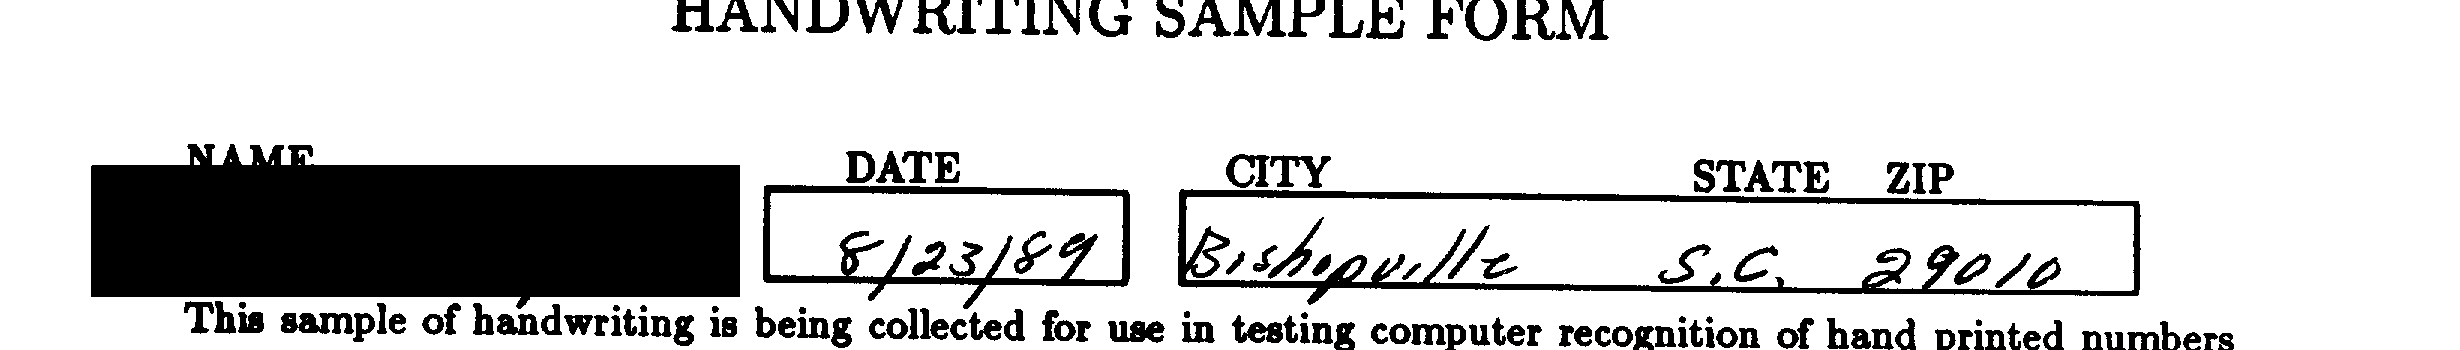 HANDWRITING SAMPLE FORM
NAME DATE CITY STATE ZIP
8/23/89 Bishopville S.C. 29010
This sample of handwriting is being collected for use in testing computer recognition of hand printed numbers